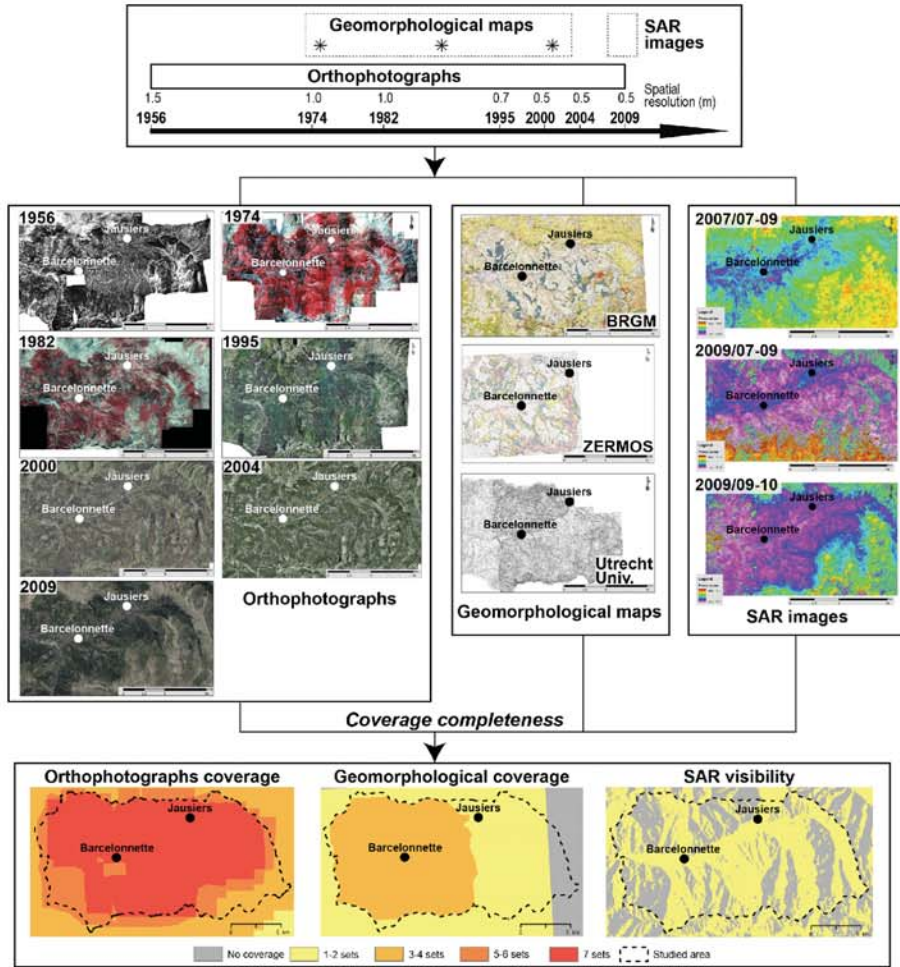 Geomorphological maps
SAR
images
Orthophotographs
Spatial
resolution (m)
1.5 1.0 1.0 0.7 0.5 0.5 0.5
1956 1974 1982 1995 2000 2004 2009
1956
Jausiers
Barcelonnette
1974
Jausiers
Barcelonnette
1982
Jausiers
Barcelonnette
1995
Jausiers
Barcelonnette
2000
Jausiers
Barcelonnette
2004
Jausiers
Barcelonnette
2009
Jausiers
Barcelonnette
Orthophotographs
Jausiers
Barcelonnette
BRGM
Jausiers
Barcelonnette
ZERMOS
Jausiers
Barcelonnette
Utrecht
Univ.
Geomorphological maps
2007/07-09
Jausiers
Barcelonnette
Legend
2009/07-09
Jausiers
Barcelonnette
Legend
2009/09-10
Jausiers
Barcelonnette
Legend
SAR images
Coverage completeness
Orthophotographs coverage
Jausiers
Barcelonnette
Geomorphological coverage
Jausiers
Barcelonnette
SAR visibility
Jausiers
Barcelonnette
No coverage 1-2 sets 3-4 sets 5-6 sets 7 sets Studied area